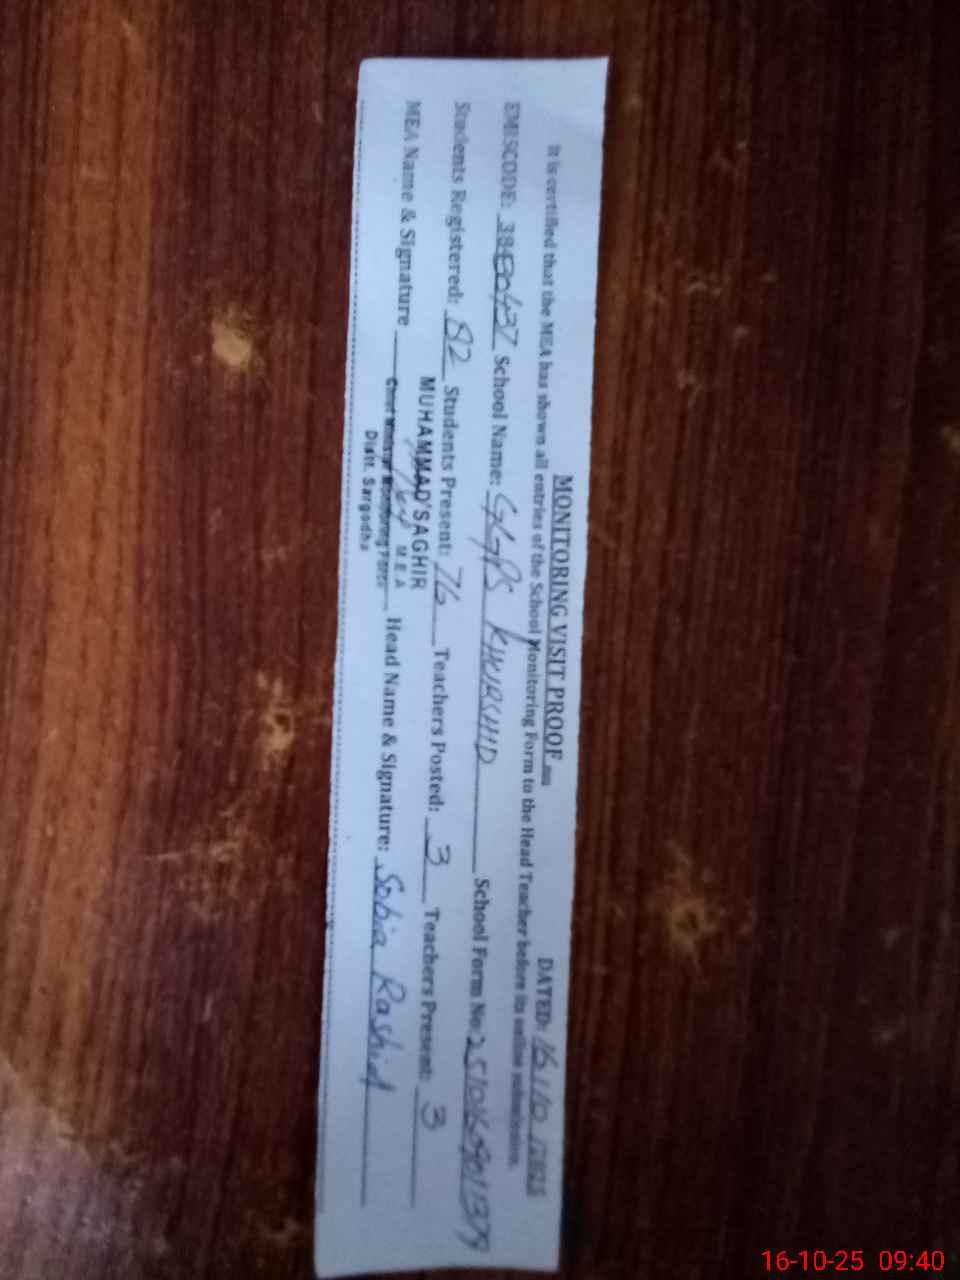 MONITORING VISIT PROOF
DATED: 16/10/2025
It is certified that the MEA has shown all entries of the School Monitoring Form to the Head Teacher before its online submission.
EMISCODE: 38430437 School Name: GGPS KHURSHID School Form No: 2510160901379
Students Registered: 82 Students Present: 76 Teachers Posted: 3 Teachers Present: 3
MEA Name & Signature Head Name & Signature: Sobia Rashid
MUHAMMAD SAGHIR
M.E.A
Chief Minister Monitoring Force
Distt. Sargodha
16-10-25 09:40